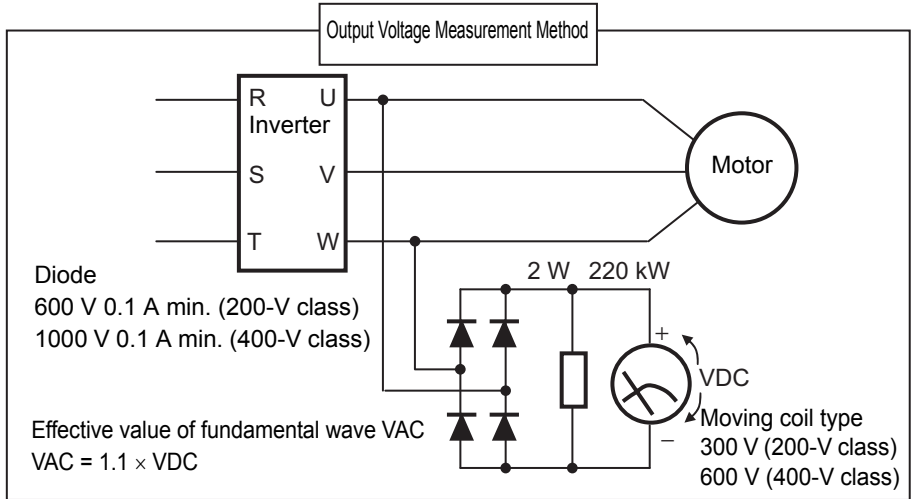 Output Voltage Measurement Method
R U
Inverter
S V
T W
Motor
Diode
600 V 0.1 A min. (200-V class)
1000 V 0.1 A min. (400-V class)
2 W 220 kW
+
VDC
−
Moving coil type
300 V (200-V class)
600 V (400-V class)
Effective value of fundamental wave VAC
VAC = 1.1 × VDC